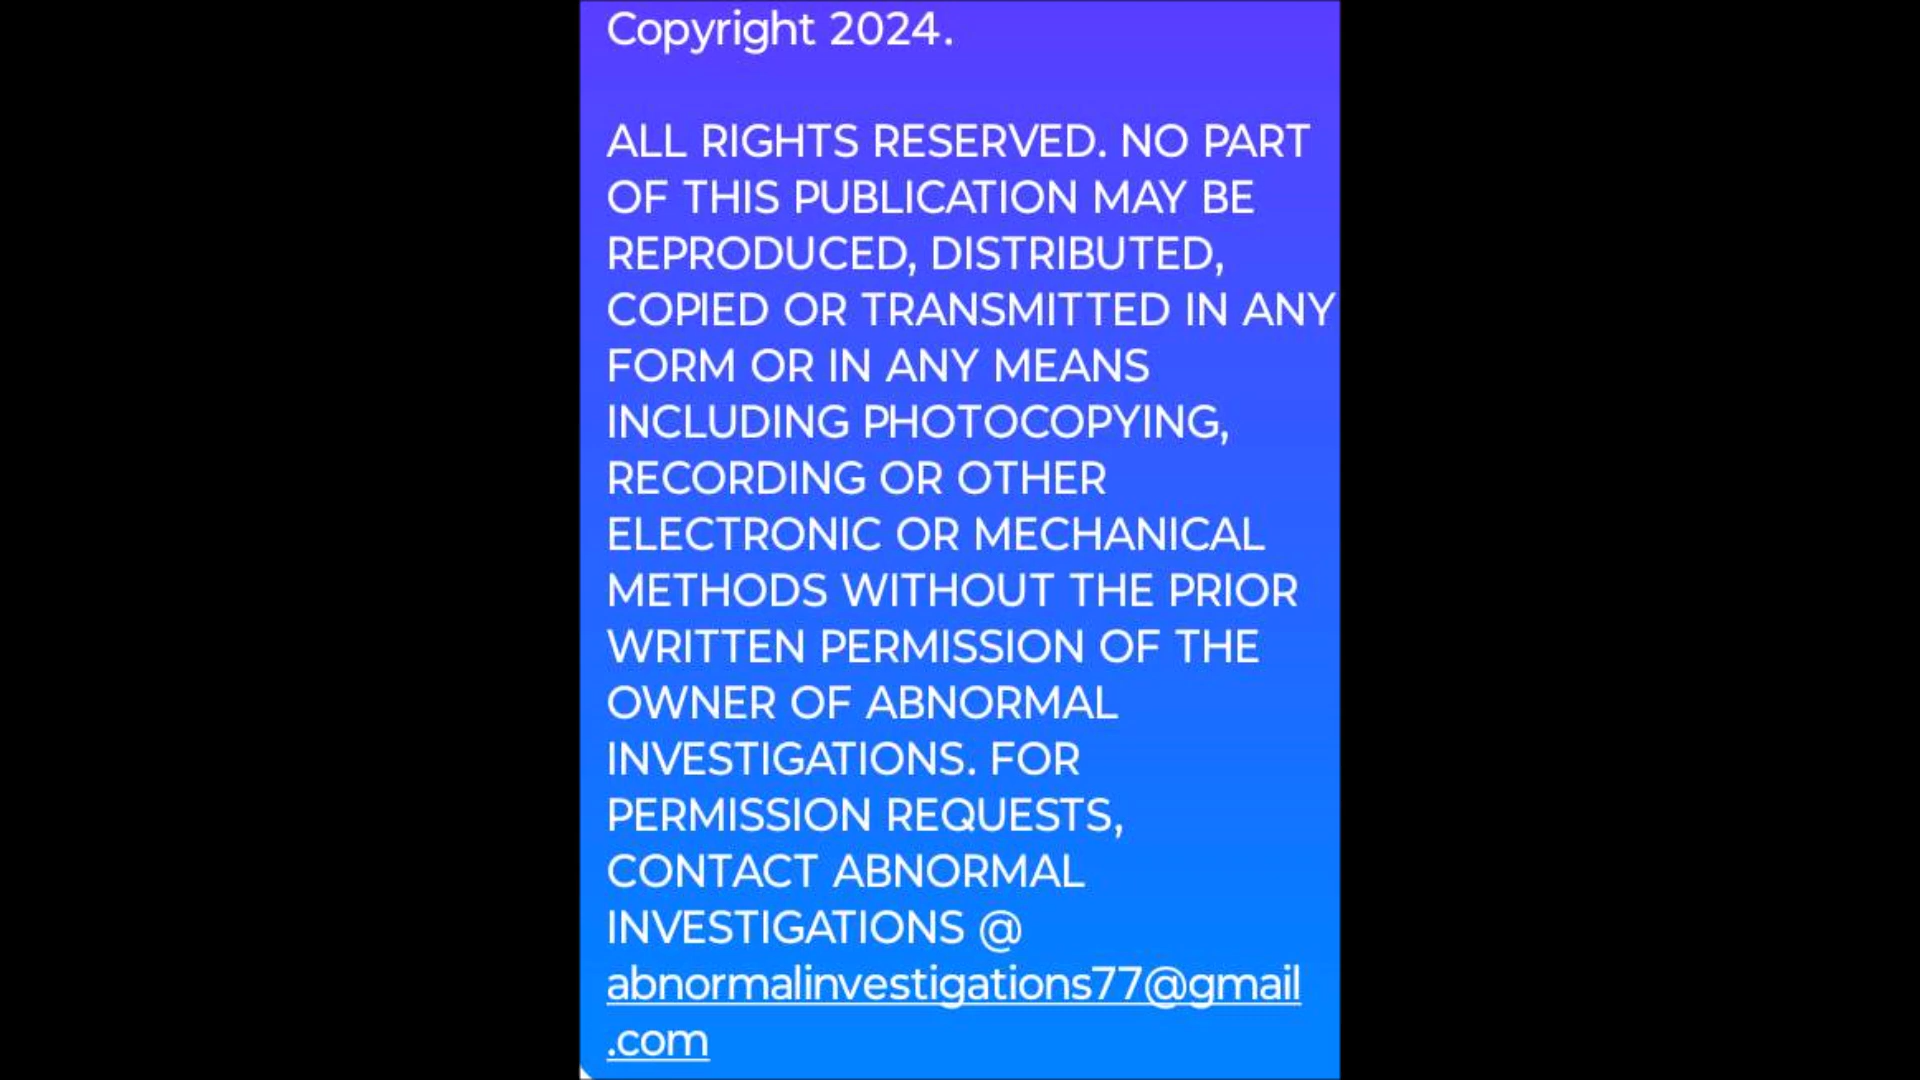 Copyright 2024.
ALL RIGHTS RESERVED. NO PART
OF THIS PUBLICATION MAY BE
REPRODUCED, DISTRIBUTED,
COPIED OR TRANSMITTED IN ANY
FORM OR IN ANY MEANS
INCLUDING PHOTOCOPYING,
RECORDING OR OTHER
ELECTRONIC OR MECHANICAL
METHODS WITHOUT THE PRIOR
WRITTEN PERMISSION OF THE
OWNER OF ABNORMAL
INVESTIGATIONS. FOR
PERMISSION REQUESTS,
CONTACT ABNORMAL
INVESTIGATIONS @
abnormalinvestigations77@gmail
.com